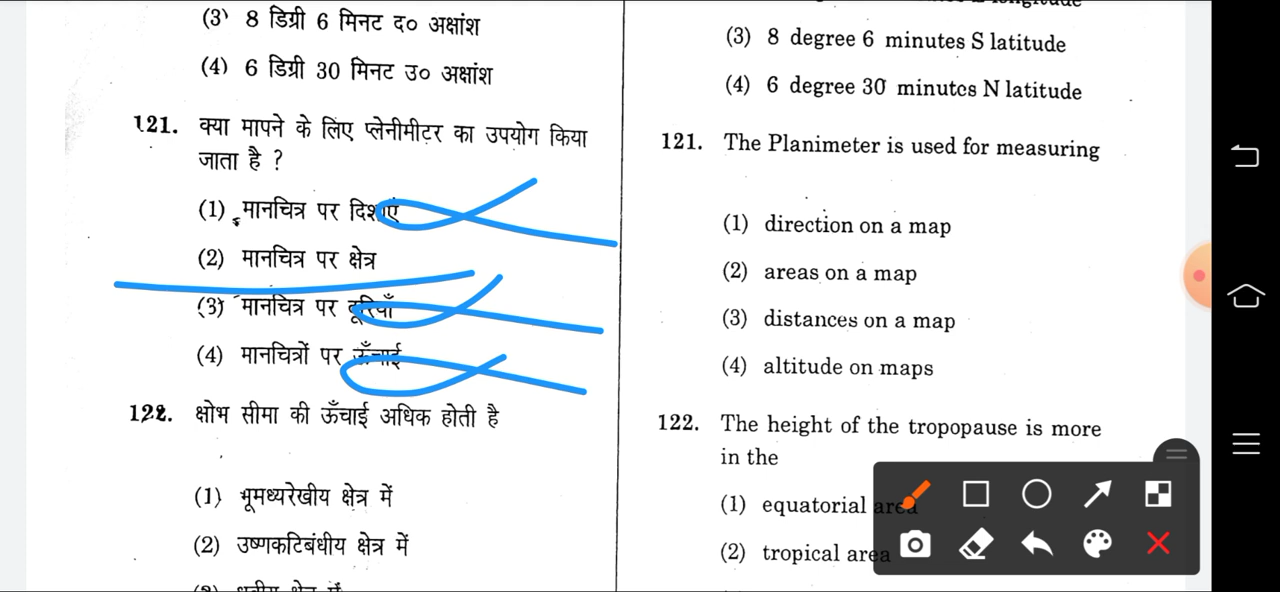 (3) 8 डिग्री 6 मिनट द० अक्षांश
(4) 6 डिग्री 30 मिनट उ० अक्षांश
121. क्या मापने के लिए प्लेनीमीटर का उपयोग किया
जाता है ?
(1) मानचित्र पर दिशाएँ
(2) मानचित्र पर क्षेत्र
(3) मानचित्र पर दूरियाँ
(4) मानचित्रों पर ऊँचाई
122. क्षोभ सीमा की ऊँचाई अधिक होती है
(1) भूमध्यरेखीय क्षेत्र में
(2) उष्णकटिबंधीय क्षेत्र में
longitude
(3) 8 degree 6 minutes S latitude
(4) 6 degree 30 minutes N latitude
121. The Planimeter is used for measuring
(1) direction on a map
(2) areas on a map
(3) distances on a map
(4) altitude on maps
122. The height of the tropopause is more
in the
(1) equatorial area
(2) tropical area